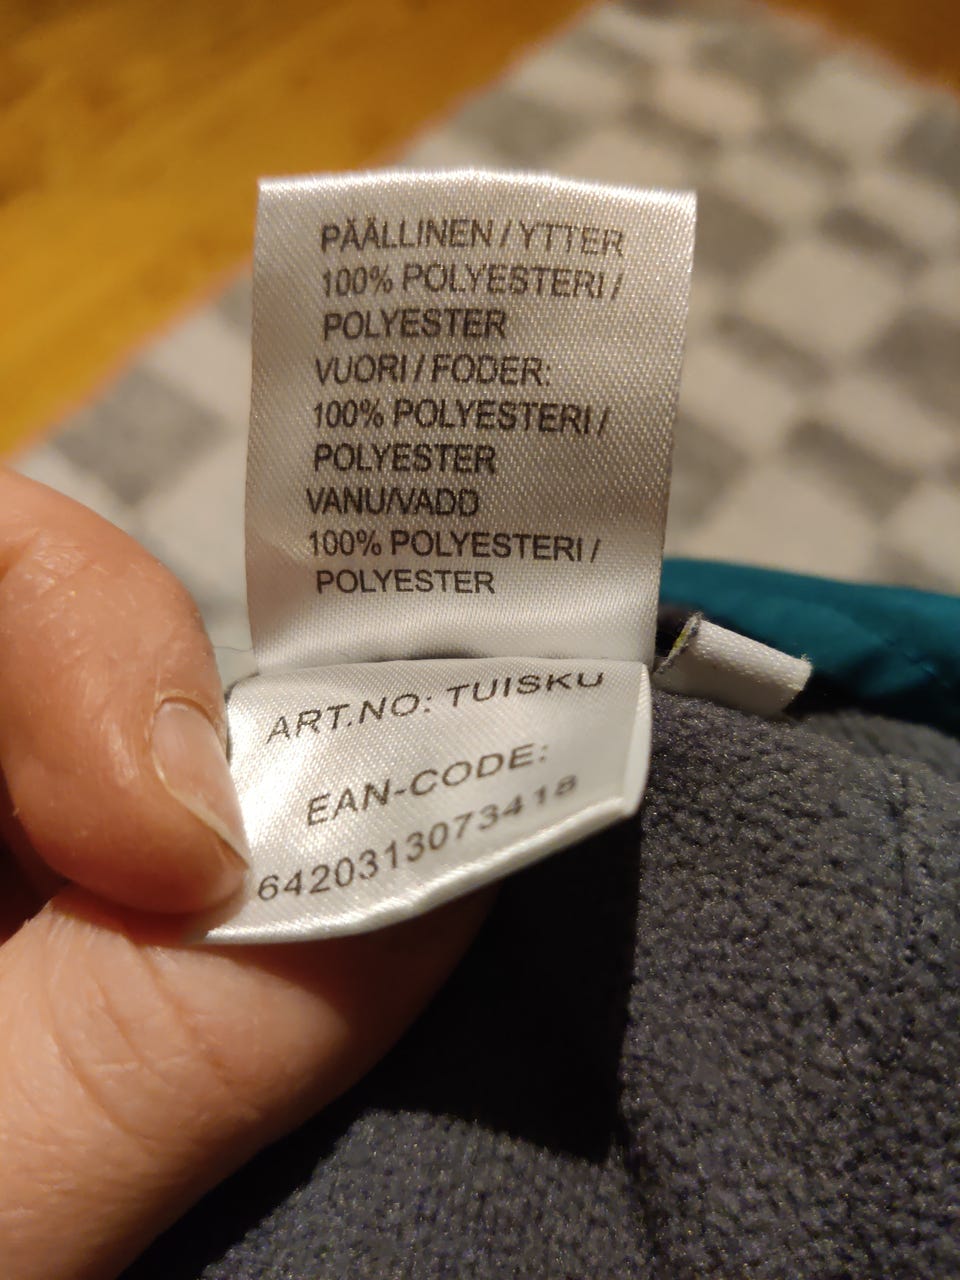 PÄÄLLINEN / YTTER
100% POLYESTERI /
POLYESTER
VUORI / FODER:
100% POLYESTERI /
POLYESTER
VANU/VADD
100% POLYESTERI /
POLYESTER
ART.NO: TUISKU
EAN-CODE:
6420313073418